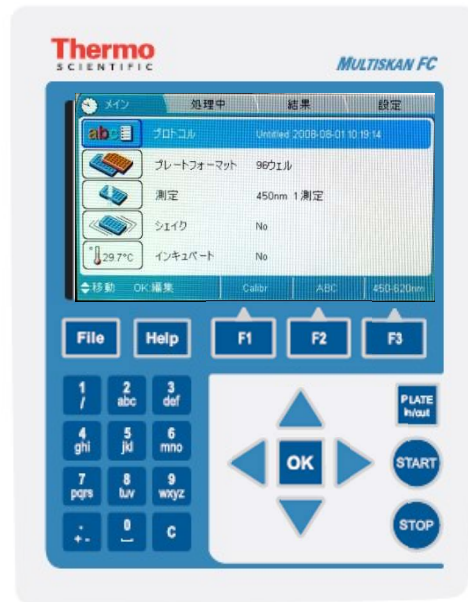 Thermo
SCIENTIFIC
MULTISKAN FC
メイン 処理中 結果 設定
abc プロトコル Untitled 2008-08-01 10:19:14
プレートフォーマット 96ウェル
測定 450nm 1 測定
シェイク No
29.7°C インキュベート No
移動 OK:編集 Calibr ABC 450-620nm
File Help F1 F2 F3
1 / 2 abc 3 def
4 ghi 5 jkl 6 mno
7 pqrs 8 tuv 9 wxyz
. + - 0 C
PLATE
In/out
OK
START
STOP